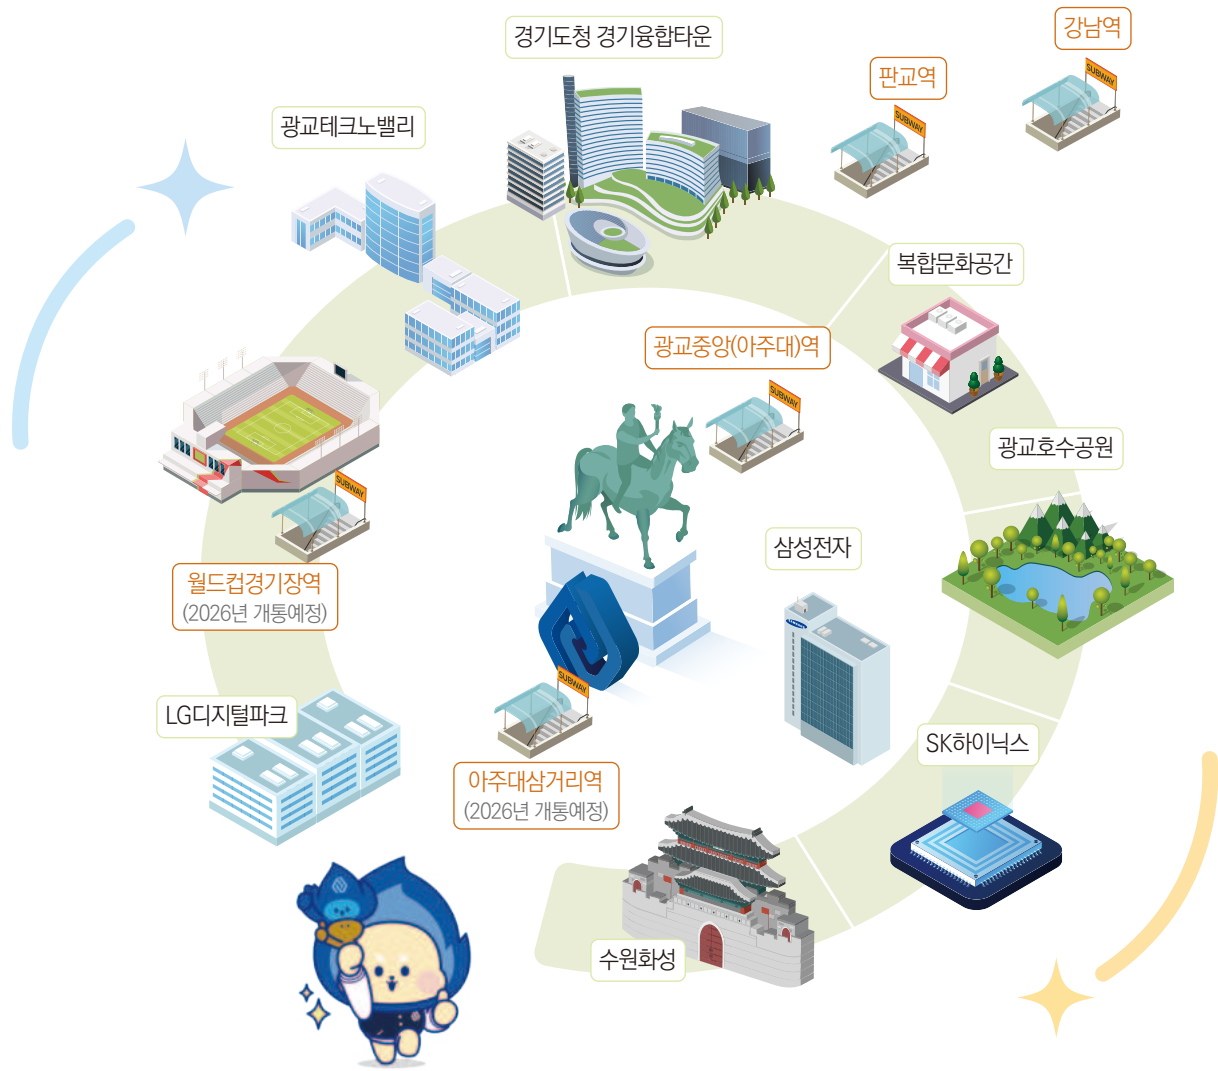 강남역
경기도청 경기융합타운
판교역
SUBWAY
SUBWAY
광교테크노밸리
복합문화공간
광교중앙(아주대)역
SUBWAY
광교호수공원
SUBWAY
삼성전자
월드컵경기장역
(2026년 개통예정)
SUBWAY
LG디지털파크
SK하이닉스
아주대삼거리역
(2026년 개통예정)
수원화성